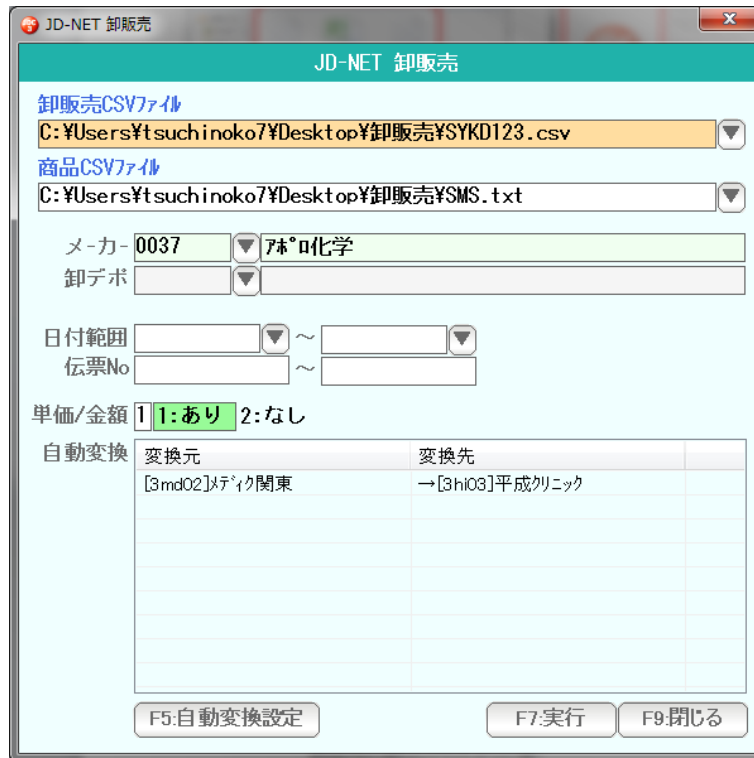 JD-NET 卸販売
x
JD-NET 卸販売
卸販売CSVﾌｧｲﾙ
C:¥Users¥tsuchinoko7¥Desktop¥卸販売¥SYKD123.csv
商品CSVﾌｧｲﾙ
C:¥Users¥tsuchinoko7¥Desktop¥卸販売¥SMS.txt
メーカー 0037 ｱﾎﾟﾛ化学
卸デポ
日付範囲 ～
伝票No ～
単価/金額 1 1:あり 2:なし
自動変換 変換元 変換先
[3md02]ﾒﾃﾞｨｸ関東 →[3hi03]平成ｸﾘﾆｯｸ
F5:自動変換設定 F7:実行 F9:閉じる